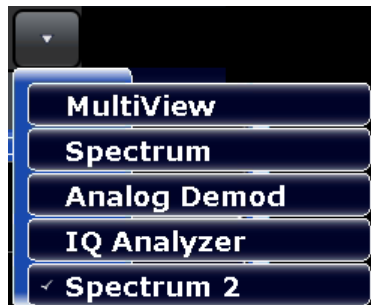 MultiView
Spectrum
Analog Demod
IQ Analyzer
Spectrum 2